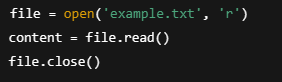 file = open('example.txt', 'r')
content = file.read()
file.close()